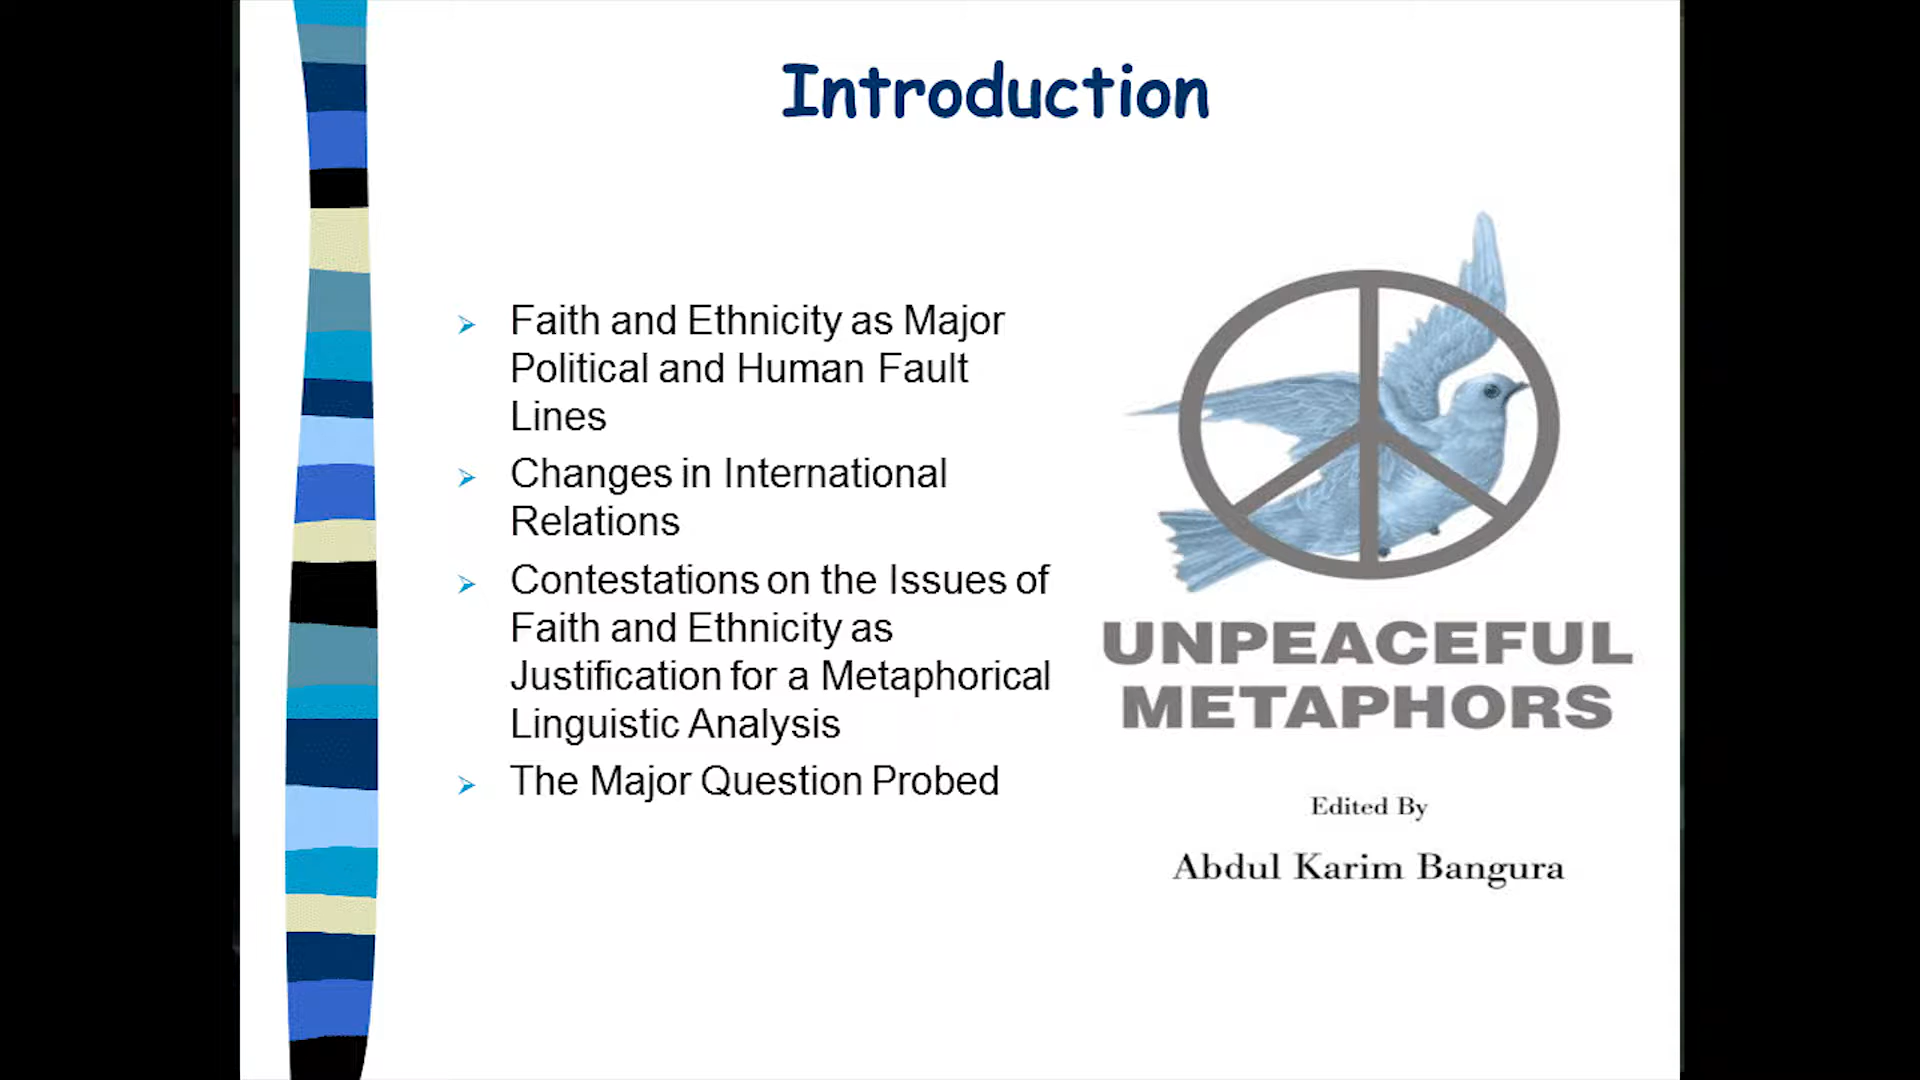 Introduction
Faith and Ethnicity as Major
Political and Human Fault
Lines
Changes in International
Relations
Contestations on the Issues of
Faith and Ethnicity as
Justification for a Metaphorical
Linguistic Analysis
The Major Question Probed
UNPEACEFUL
METAPHORS
Edited By
Abdul Karim Bangura